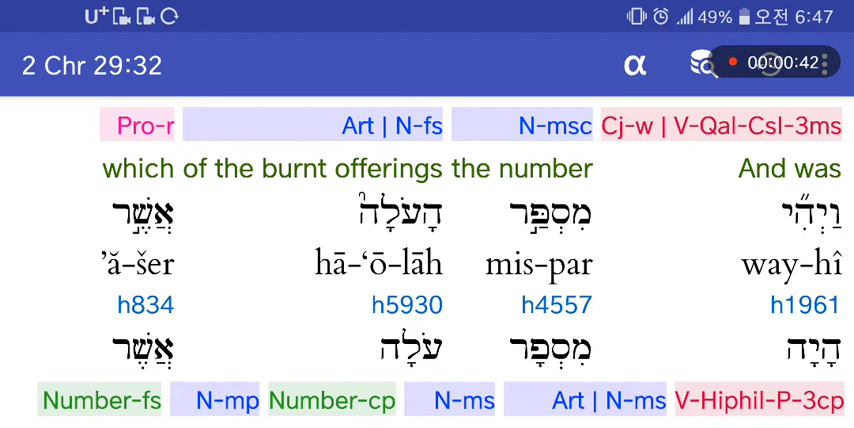 U+ 49% 오전 6:47
2 Chr 29:32 α 00:00:42
Pro-r Art | N-fs N-msc Cj-w | V-Qal-CsI-3ms
which of the burnt offerings the number And was
וַיְהִ֞י מִסְפַּ֣ר הָעֹלָה֮ אֲשֶׁ֣ר
’ă-šer hā-‘ō-lāh mis-par way-hî
h834 h5930 h4557 h1961
הָיָה מִסְפָּר עֹלָה אֲשֶׁר
Number-fs N-mp Number-cp N-ms Art | N-ms V-Hiphil-P-3cp